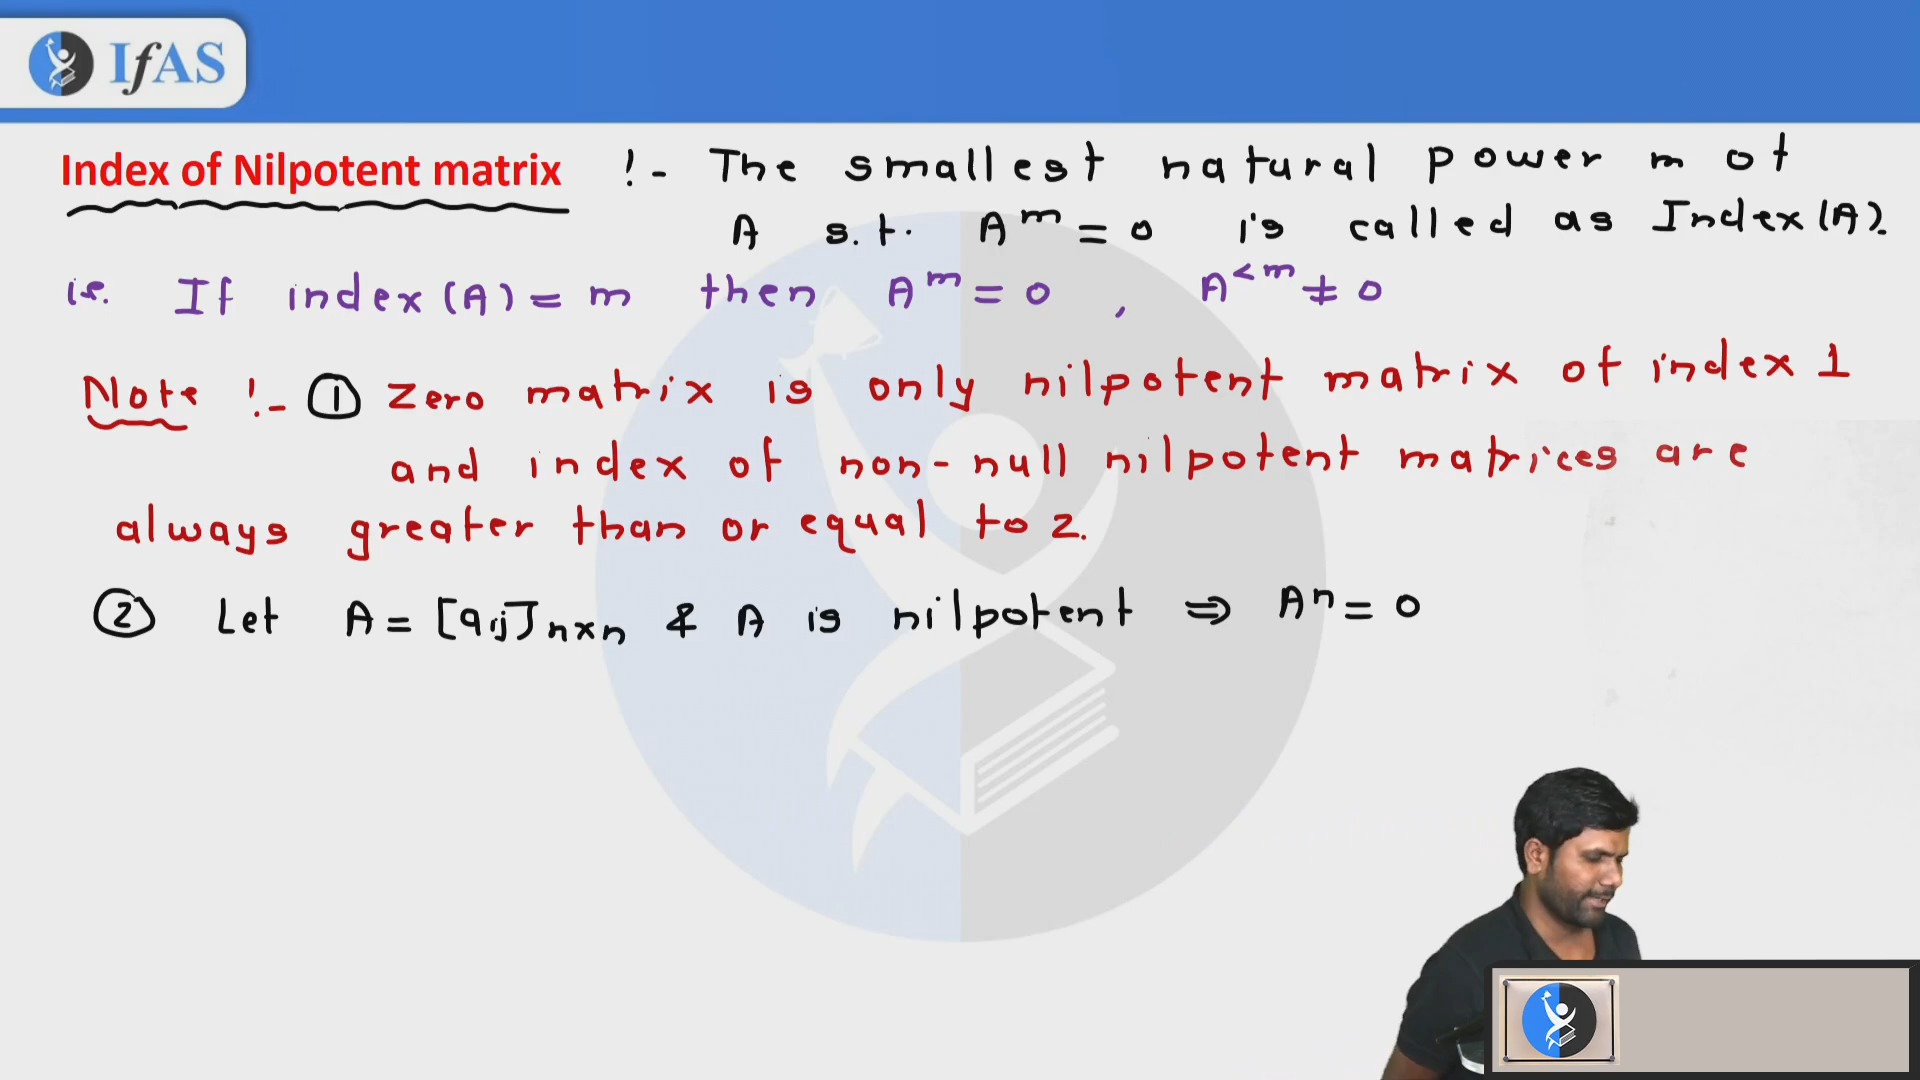 IfAS
Index of Nilpotent matrix :- The smallest natural power m of
A s.t. A^m = 0 is called as Index(A).
i.e. If index(A) = m then A^m = 0 , A^<m ≠ 0
Note :- ① Zero matrix is only nilpotent matrix of index 1
and index of non-null nilpotent matrices are
always greater than or equal to 2.
② Let A = [aij]n×n & A is nilpotent ⇒ A^n = 0